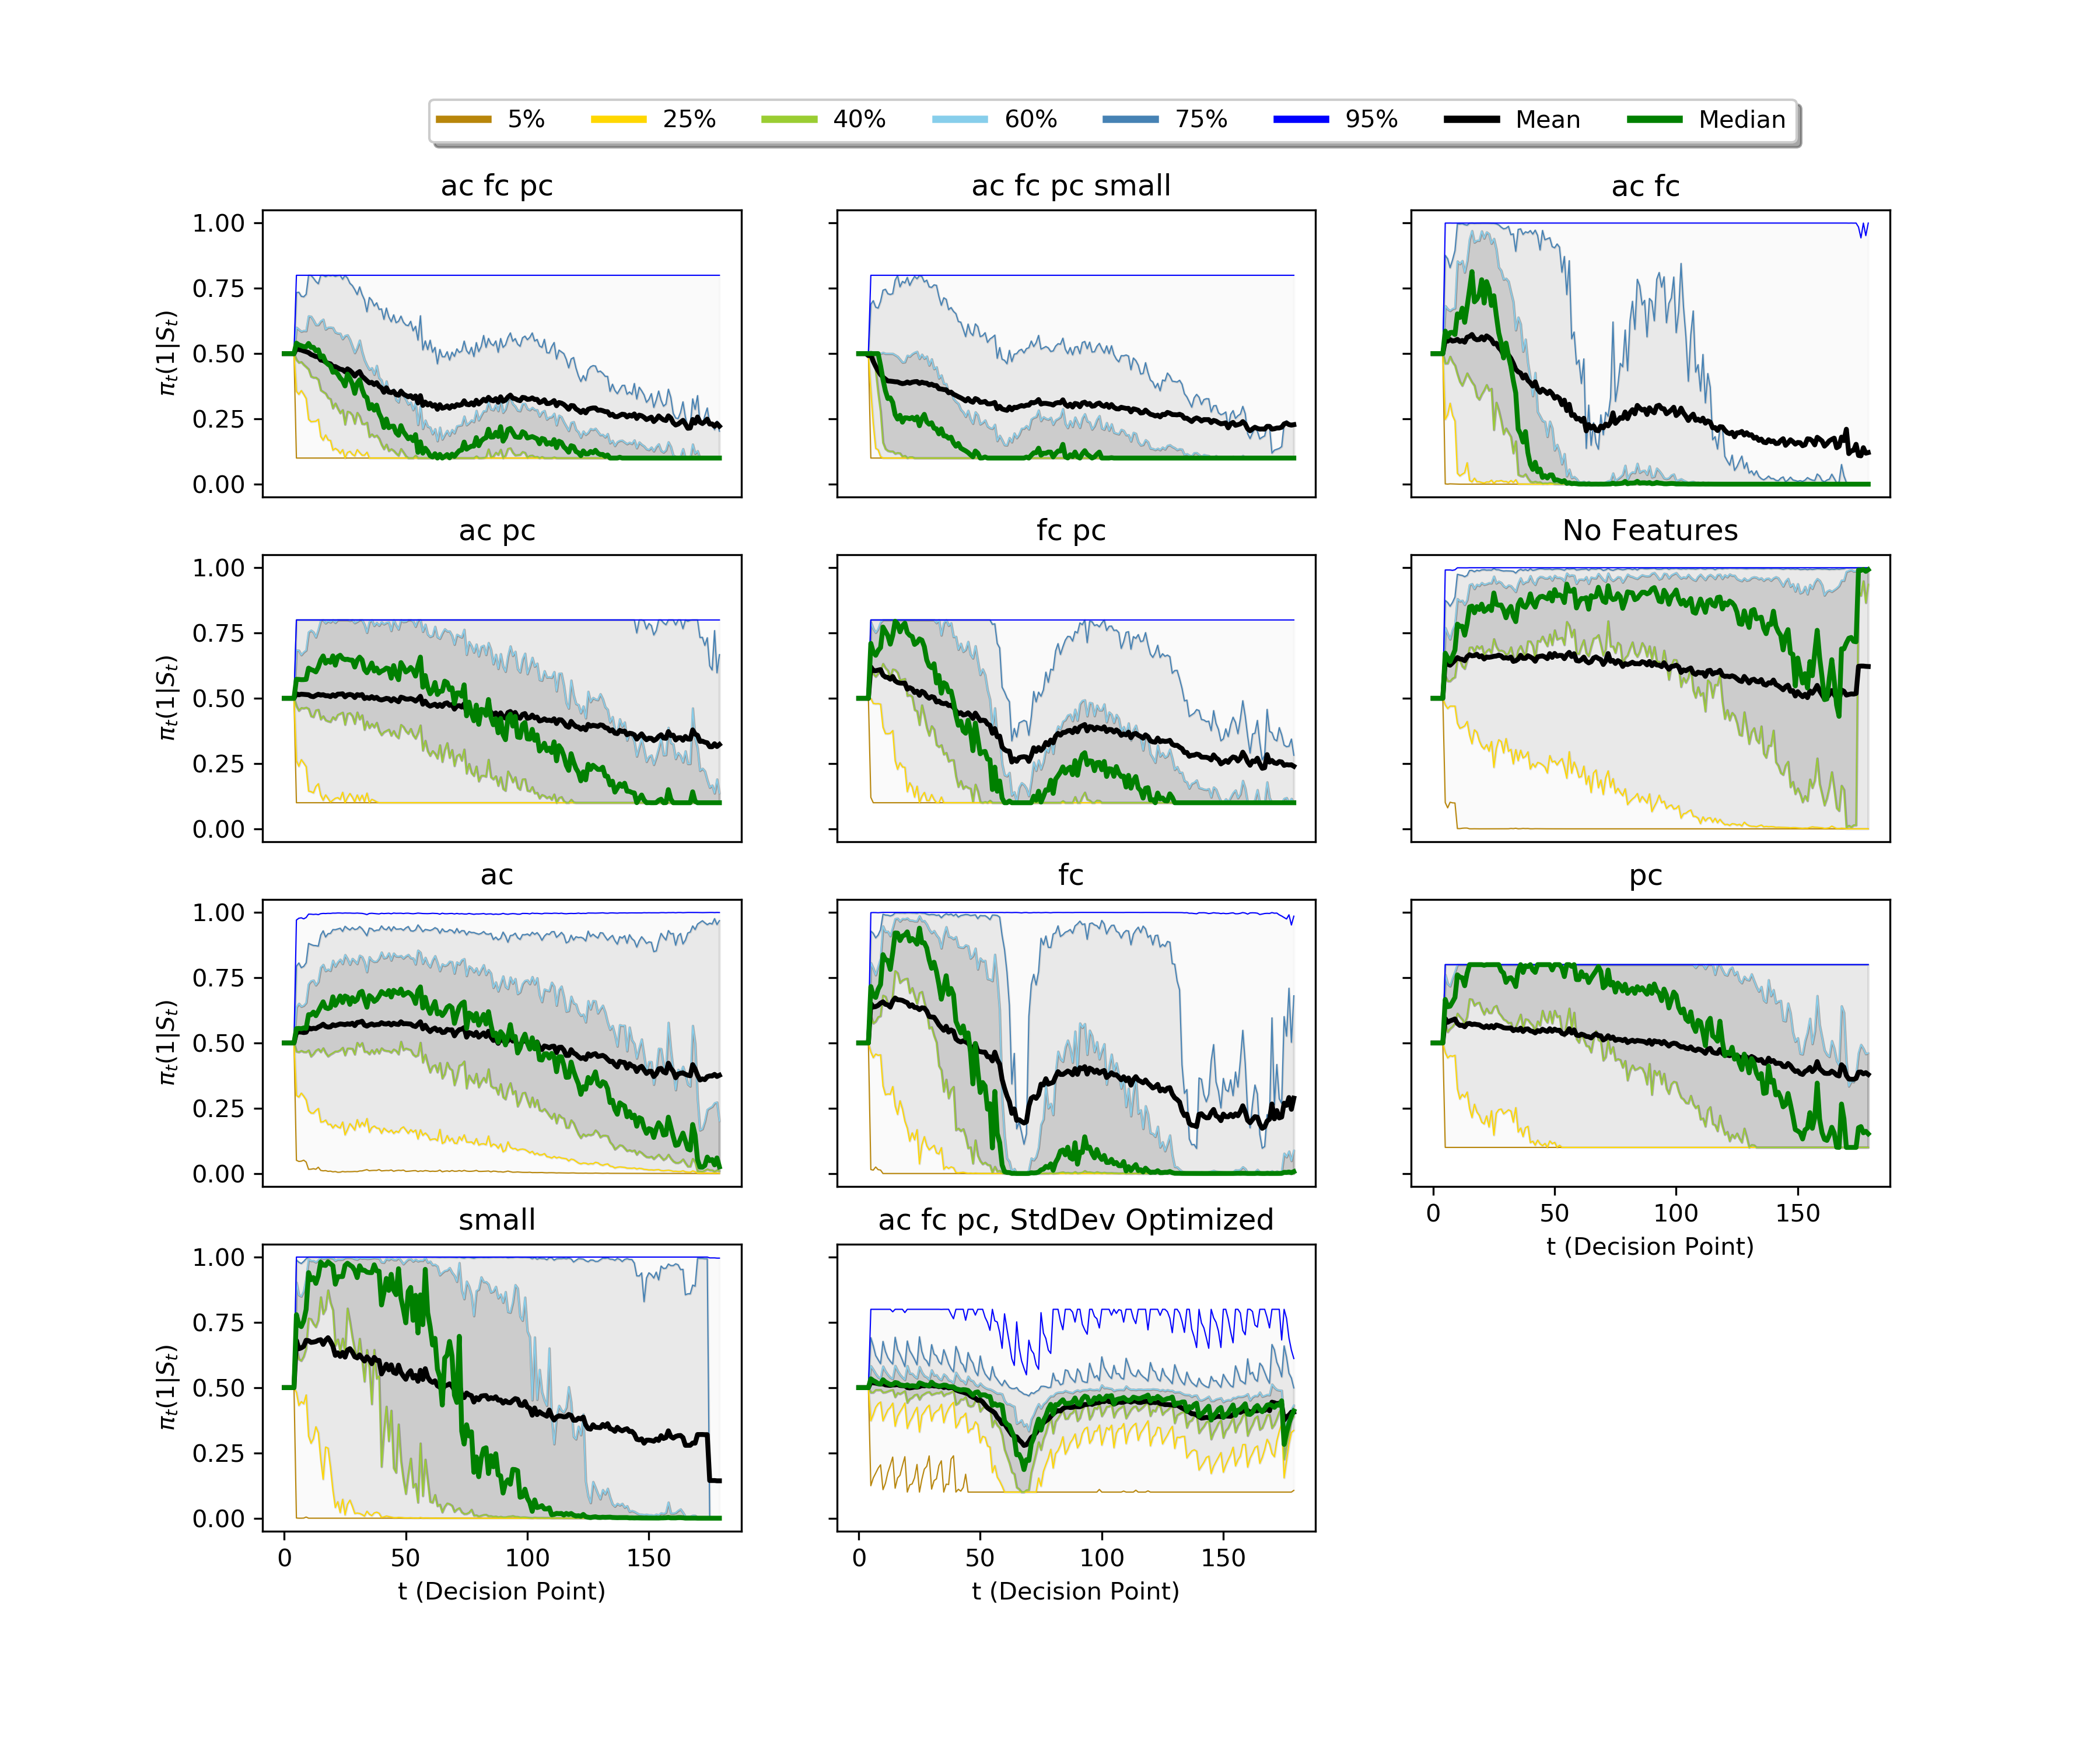 5% 25% 40% 60% 75% 95% Mean Median
ac fc pc
ac fc pc small
ac fc
1.00
0.75
0.50
0.25
0.00
πt(1|St)
ac pc
fc pc
No Features
1.00
0.75
0.50
0.25
0.00
πt(1|St)
ac
fc
pc
1.00
0.75
0.50
0.25
0.00
πt(1|St)
0 50 100 150
t (Decision Point)
small
ac fc pc, StdDev Optimized
1.00
0.75
0.50
0.25
0.00
πt(1|St)
0 50 100 150
t (Decision Point)
0 50 100 150
t (Decision Point)